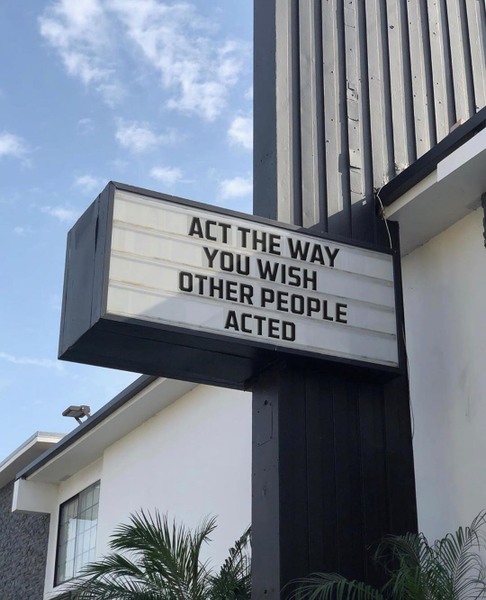 ACT THE WAY
YOU WISH
OTHER PEOPLE
ACTED